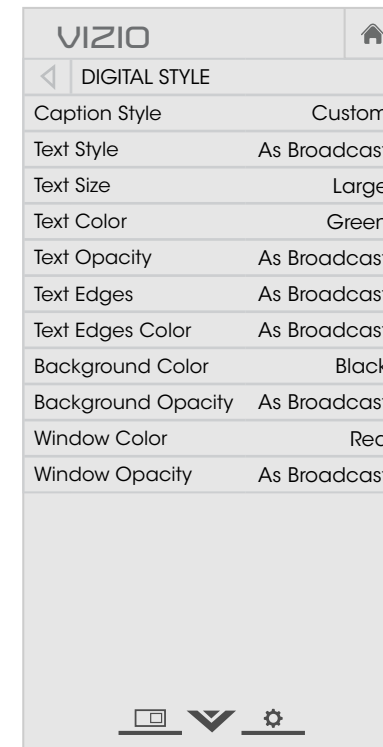 VIZIO
DIGITAL STYLE
Caption Style Custom
Text Style As Broadcast
Text Size Large
Text Color Green
Text Opacity As Broadcast
Text Edges As Broadcast
Text Edges Color As Broadcast
Background Color Black
Background Opacity As Broadcast
Window Color Red
Window Opacity As Broadcast